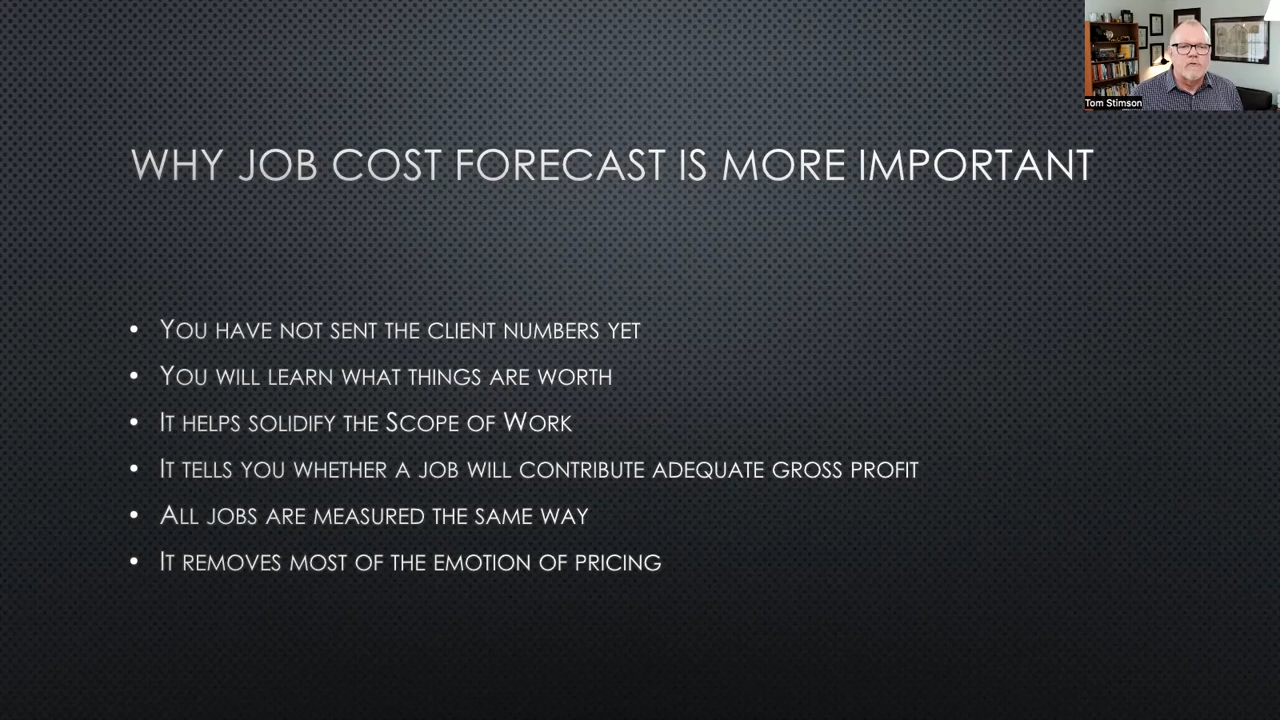 Tom Stimson
WHY JOB COST FORECAST IS MORE IMPORTANT
• YOU HAVE NOT SENT THE CLIENT NUMBERS YET
• YOU WILL LEARN WHAT THINGS ARE WORTH
• IT HELPS SOLIDIFY THE SCOPE OF WORK
• IT TELLS YOU WHETHER A JOB WILL CONTRIBUTE ADEQUATE GROSS PROFIT
• ALL JOBS ARE MEASURED THE SAME WAY
• IT REMOVES MOST OF THE EMOTION OF PRICING